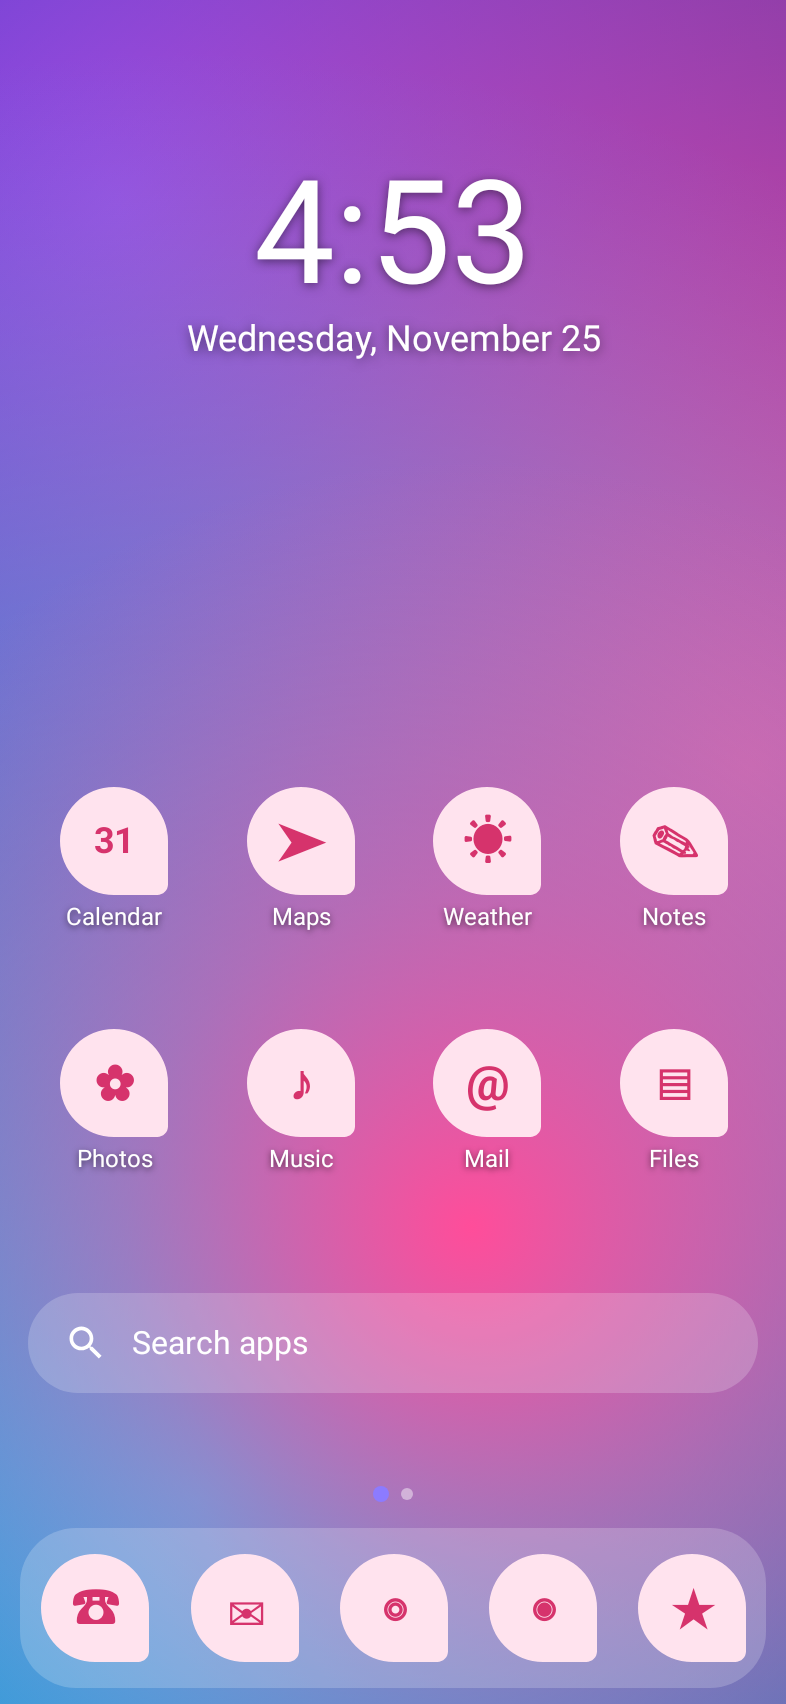 4:53
Wednesday, November 25
31
Calendar
Maps
Weather
Notes
Photos
Music
@
Mail
Files
Search apps